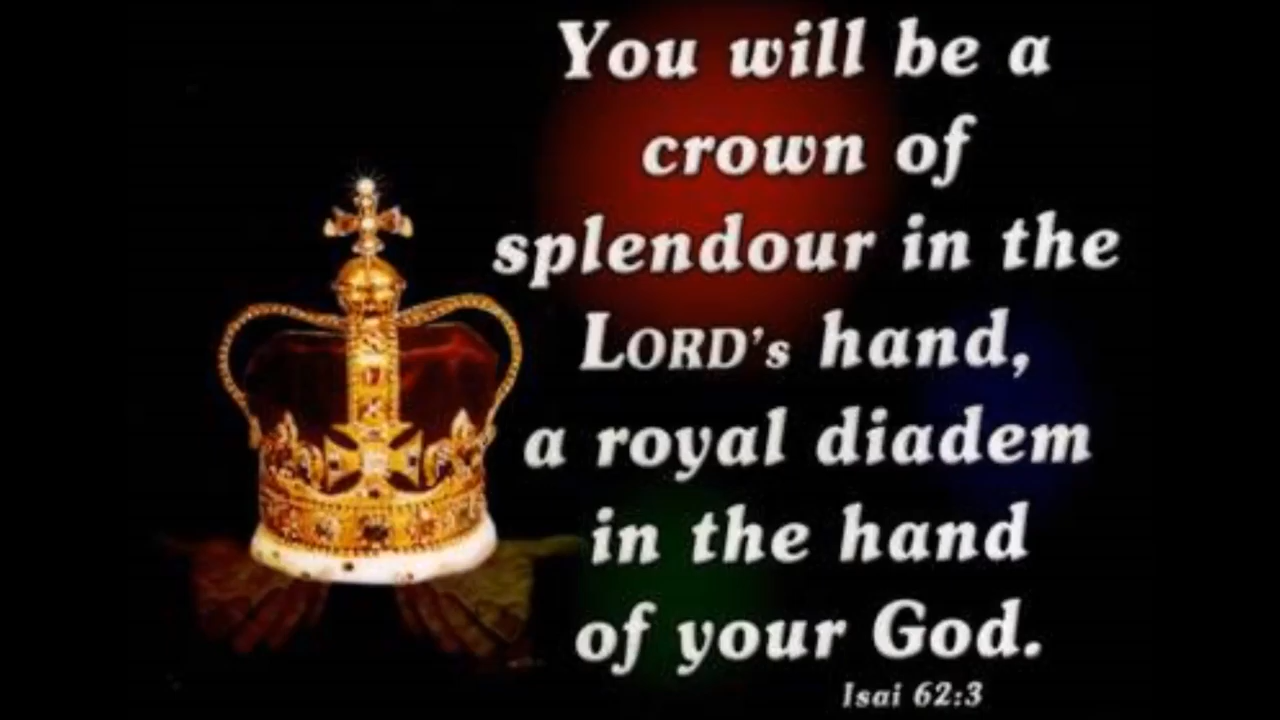 You will be a
crown of
splendour in the
LORD's hand,
a royal diadem
in the hand
of your God.
Isai 62:3